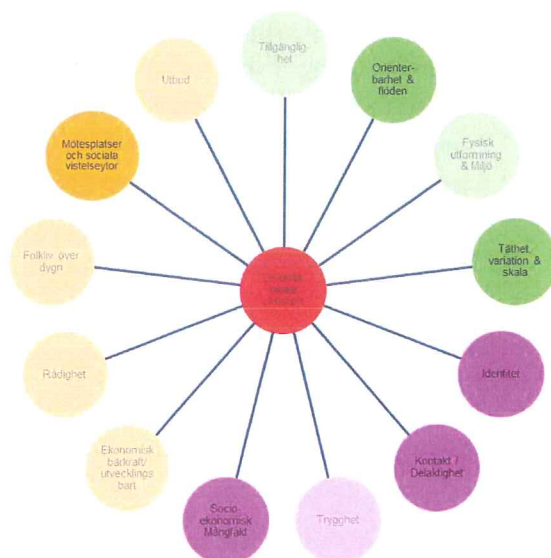 Tillgänglig-
het
Orienter-
barhet &
flöden
Fysisk
utformning
& Miljö
Täthet,
variation &
skala
Identitet
Kontakt /
Delaktighet
Trygghet
Socio-
ekonomisk
Mångfald
Ekonomisk
bärkraft/
utvecklings
bart
Rådighet
Folkliv över
dygn
Mötesplatser
och sociala
vistelseytor
Utbud